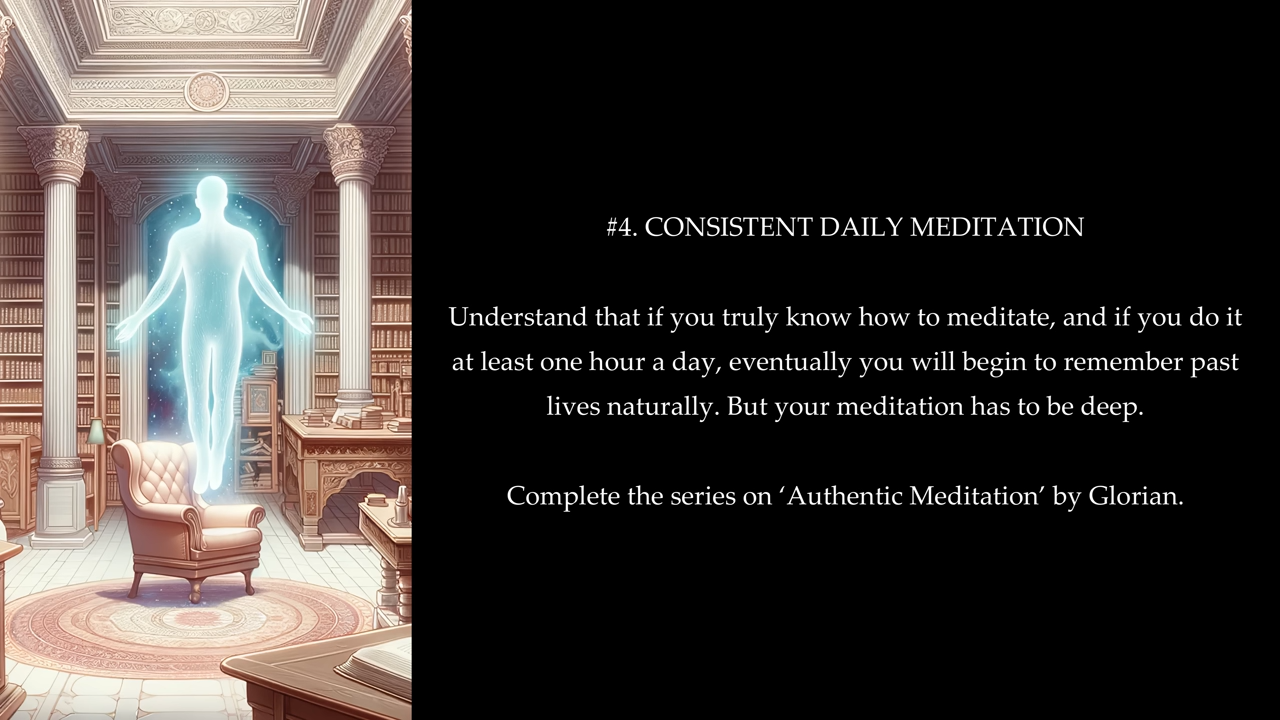 #4. CONSISTENT DAILY MEDITATION
Understand that if you truly know how to meditate, and if you do it
at least one hour a day, eventually you will begin to remember past
lives naturally. But your meditation has to be deep.
Complete the series on ‘Authentic Meditation’ by Glorian.